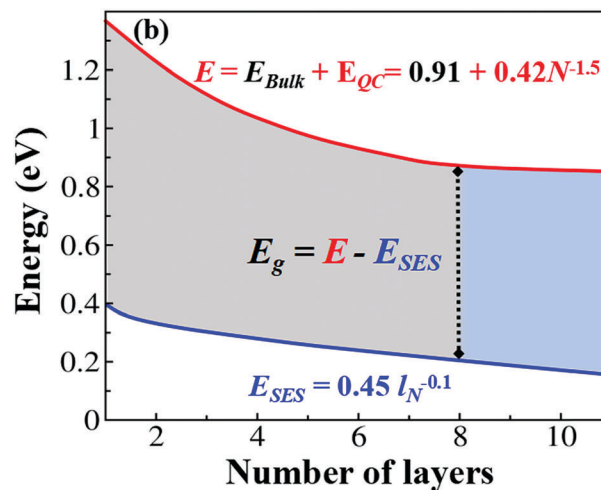 (b)
E = E_Bulk + E_QC = 0.91 + 0.42N^-1.5
E_g = E - E_SES
E_SES = 0.45 l_N^-0.1
Energy (eV)
1.2
1
0.8
0.6
0.4
0.2
0
2 4 6 8 10
Number of layers